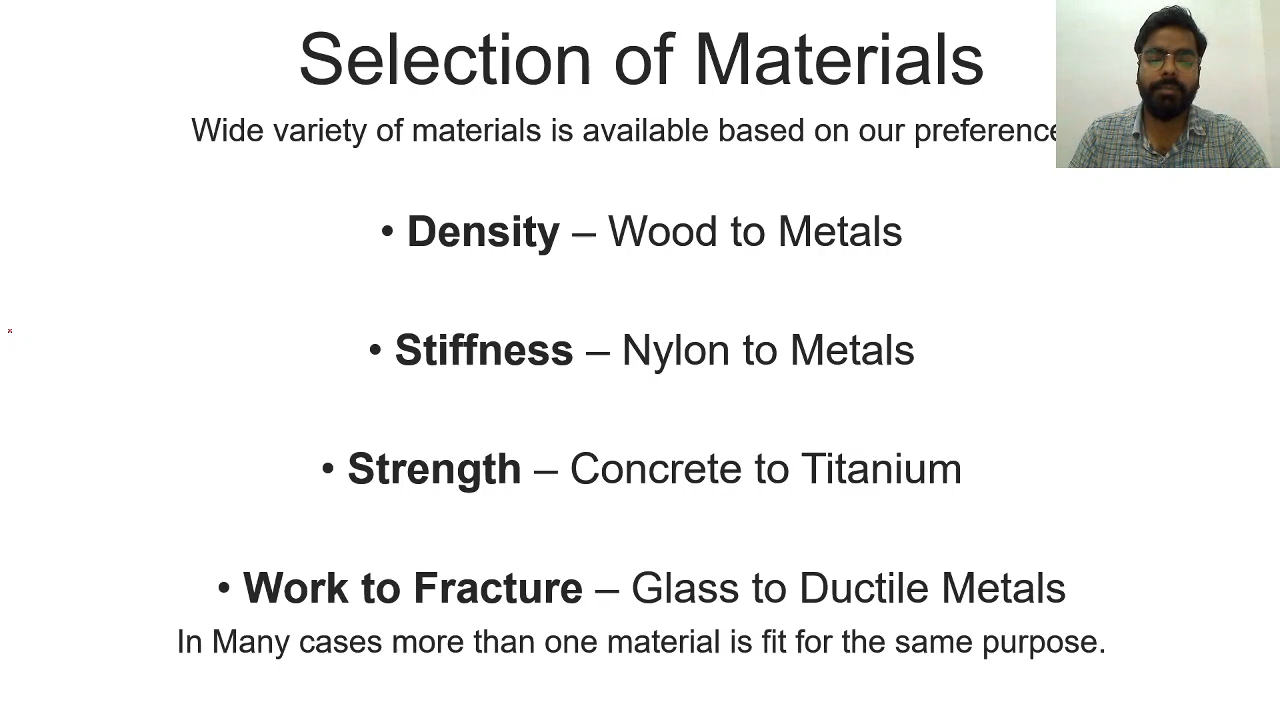 Selection of Materials
Wide variety of materials is available based on our preference
• Density – Wood to Metals
• Stiffness – Nylon to Metals
• Strength – Concrete to Titanium
• Work to Fracture – Glass to Ductile Metals
In Many cases more than one material is fit for the same purpose.